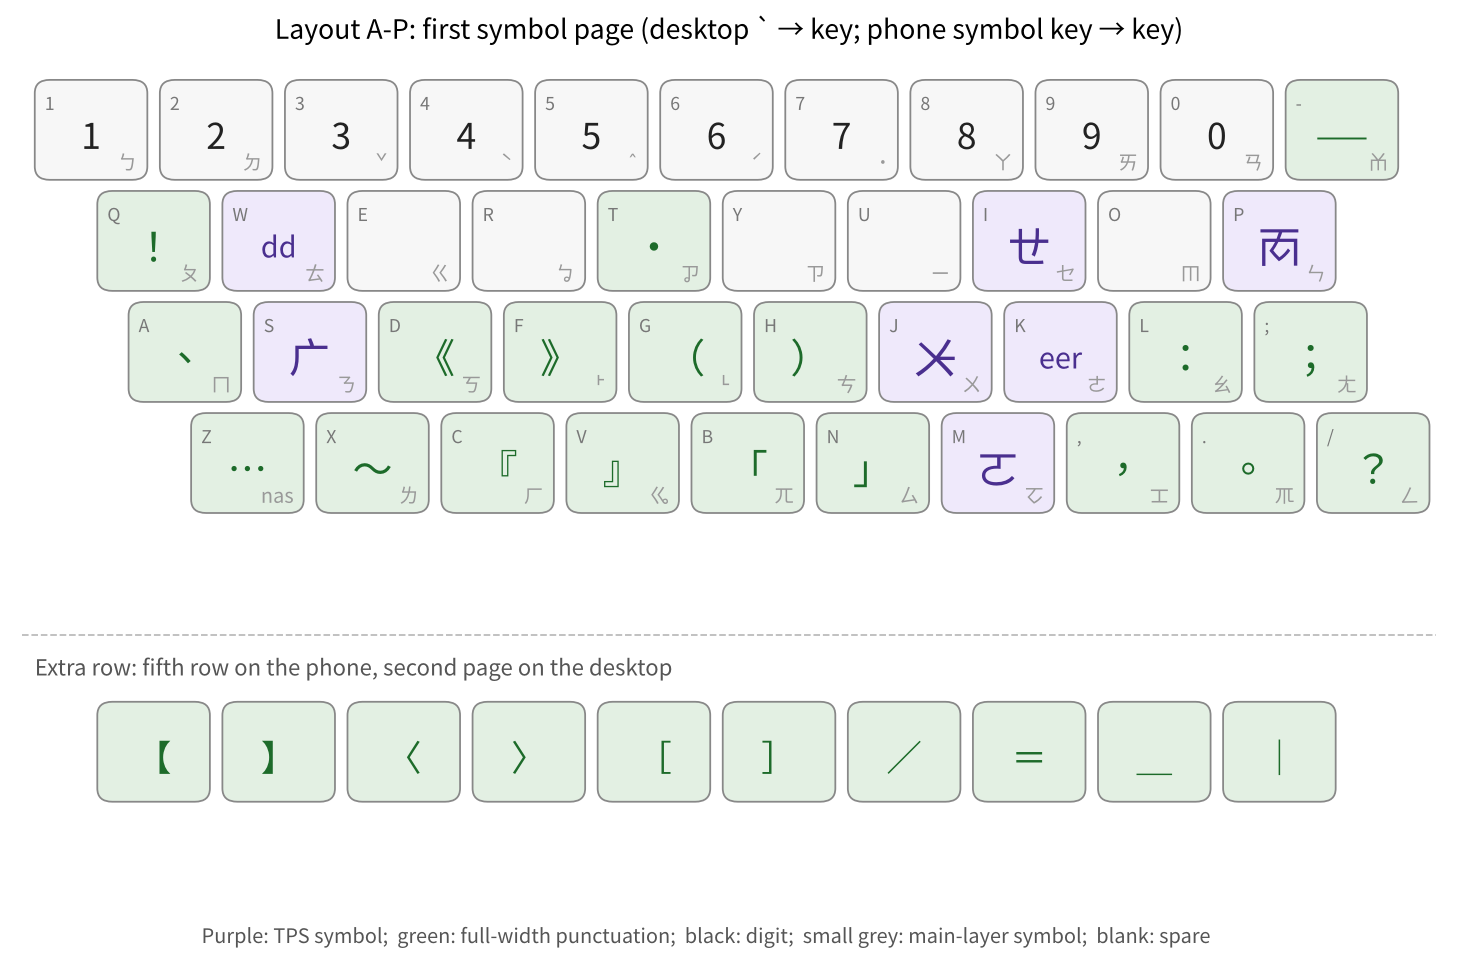 Layout A-P: first symbol page (desktop ` → key; phone symbol key → key)
1 1 ㄅ 2 2 ㄉ 3 3 ˇ 4 4 ˋ 5 5 ˆ 6 6 ˊ 7 7 ˙ 8 8 ㄚ 9 9 ㄞ 0 0 ㄢ - —
Q ！ ㄆ W dd ㄊ E ㄍ R ㆠ T · ㆡ Y ㄗ U ㄧ I ㄝ O ㆬ P ㄣ
A 、 ㄇ S ㄋ D 《 ㄎ F 》 G （ H ） ㄘ J ㄨ K eer ㄜ L ： ㄠ ; ； ㄤ
Z … nas X ～ ㄌ C 『 ㄏ V 』 ㆣ B 「 ㄫ N 」 ㄙ M ㆦ , ， ㄥ . 。 / ？ ㄥ
Extra row: fifth row on the phone, second page on the desktop
【 】 〈 〉 ［ ］ ／ ＝ ＿ ｜
Purple: TPS symbol; green: full-width punctuation; black: digit; small grey: main-layer symbol; blank: spare